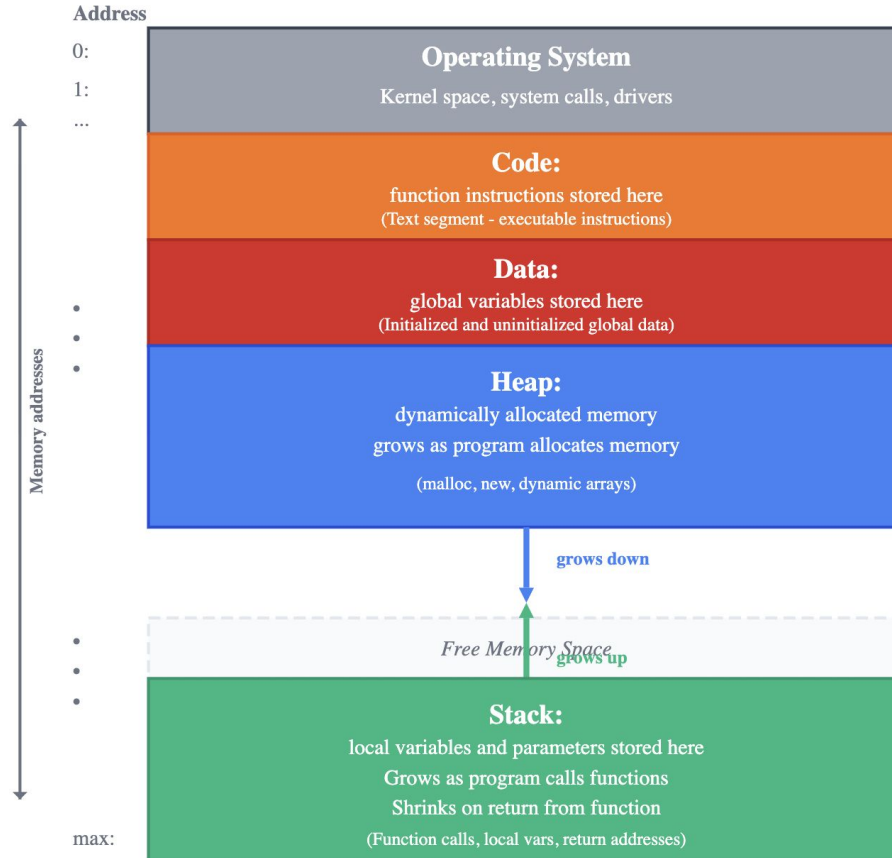 Address
0:
1:
...
Memory addresses
Operating System
Kernel space, system calls, drivers
Code:
function instructions stored here
(Text segment - executable instructions)
Data:
global variables stored here
(Initialized and uninitialized global data)
Heap:
dynamically allocated memory
grows as program allocates memory
(malloc, new, dynamic arrays)
grows down
Free Memory Space
grows up
Stack:
local variables and parameters stored here
Grows as program calls functions
Shrinks on return from function
(Function calls, local vars, return addresses)
max: